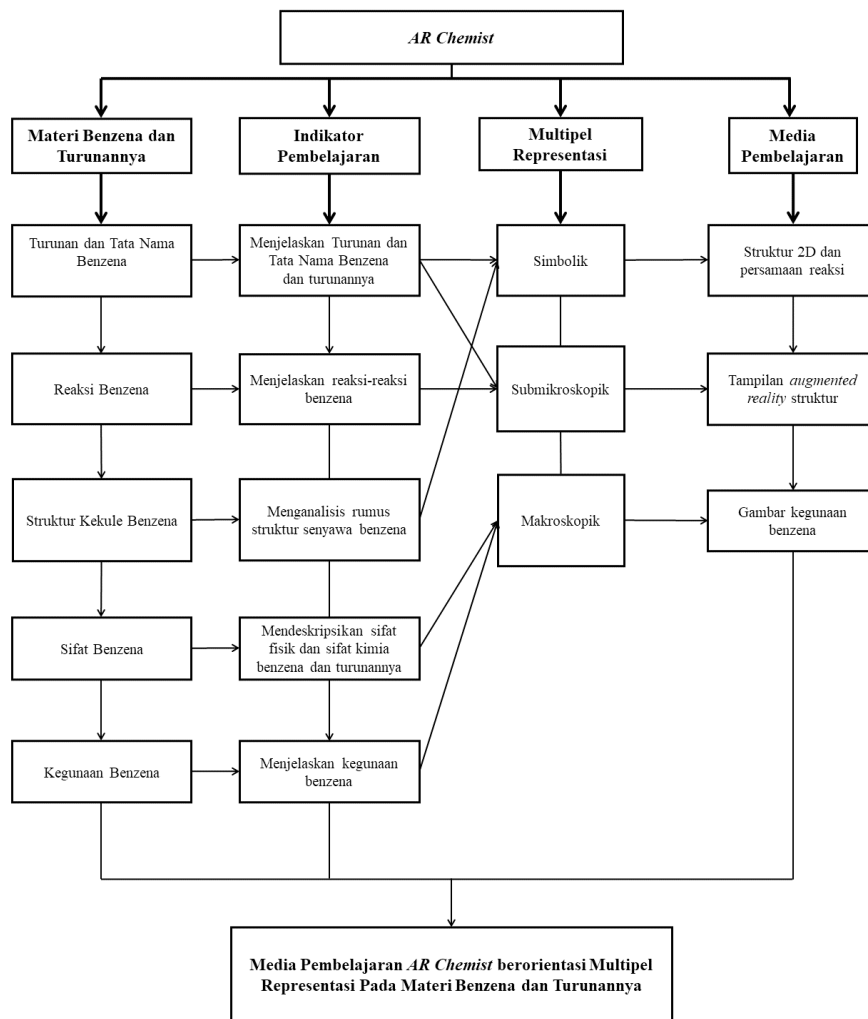 AR Chemist
Materi Benzena dan
Turunannya
Indikator
Pembelajaran
Multipel
Representasi
Media
Pembelajaran
Turunan dan Tata Nama
Benzena
Menjelaskan Turunan dan
Tata Nama Benzena
dan turunannya
Simbolik
Struktur 2D dan
persamaan reaksi
Reaksi Benzena
Menjelaskan reaksi-reaksi
benzena
Submikroskopik
Tampilan augmented
reality struktur
Struktur Kekule Benzena
Menganalisis rumus
struktur senyawa benzena
Makroskopik
Gambar kegunaan
benzena
Sifat Benzena
Mendeskripsikan sifat
fisik dan sifat kimia
benzena dan turunannya
Kegunaan Benzena
Menjelaskan kegunaan
benzena
Media Pembelajaran AR Chemist berorientasi Multipel
Representasi Pada Materi Benzena dan Turunannya